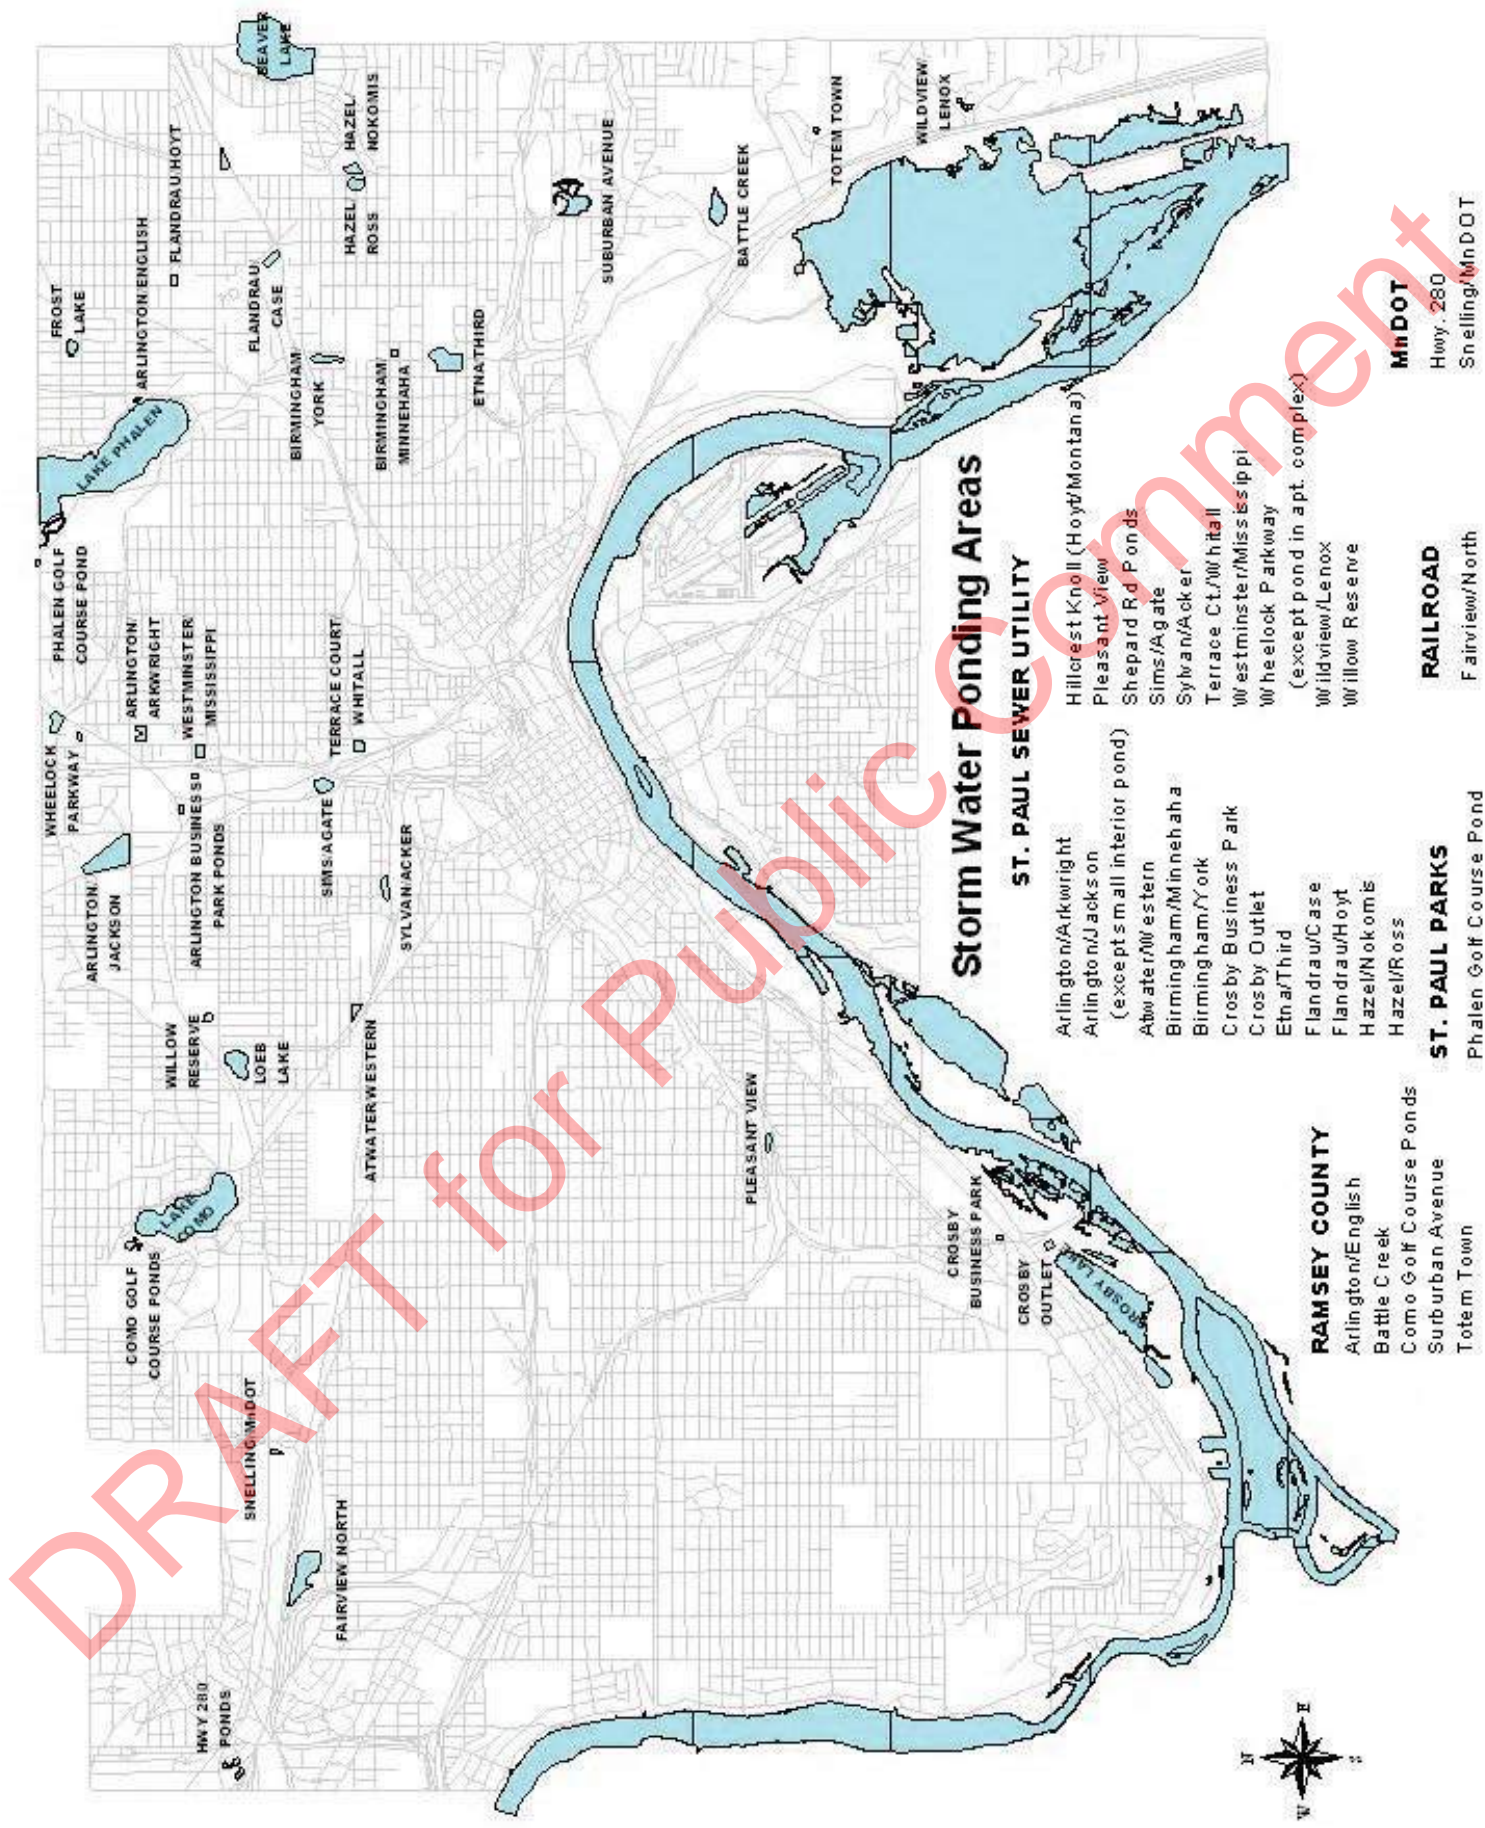 HWY 280
PONDS
SNELLING/MnDOT
FAIRVIEW NORTH
COMO GOLF
COURSE PONDS
LAKE
COMO
WILLOW
RESERVE
LOEB
LAKE
ATWATER/WESTERN
ARLINGTON/
JACKSON
ARLINGTON BUSINESS
PARK PONDS
WHEELOCK
PARKWAY
SIMS/AGATE
SYLVAN/ACKER
PHALEN GOLF
COURSE POND
ARLINGTON/
ARKWRIGHT
WESTMINSTER/
MISSISSIPPI
TERRACE COURT/
WHITALL
LAKE PHALEN
FROST
LAKE
ARLINGTON/ENGLISH
FLANDRAU/HOYT
FLANDRAU/
CASE
BIRMINGHAM/
YORK
BIRMINGHAM/
MINNEHAHA
ETNA/THIRD
BEAVER
LAKE
HAZEL/
NOKOMIS
HAZEL/
ROSS
SUBURBAN AVENUE
BATTLE CREEK
TOTEM TOWN
WILDVIEW/
LENOX
PLEASANT VIEW
CROSBY
BUSINESS PARK
CROSBY
OUTLET
CROSBY LAKE
N
W
E
S
Storm Water Ponding Areas
ST. PAUL SEWER UTILITY
Arlington/Arkwright
Arlington/Jackson
(except small interior pond)
Atwater/Western
Birmingham/Minnehaha
Birmingham/York
Crosby Business Park
Crosby Outlet
Etna/Third
Flandrau/Case
Flandrau/Hoyt
Hazel/Nokomis
Hazel/Ross
Hillcrest Knoll (Hoyt/Montana)
Pleasant View
Shepard Rd Ponds
Sims/Agate
Sylvan/Acker
Terrace Ct./Whitall
Westminster/Mississippi
Wheelock Parkway
(except pond in apt. complex)
Wildview/Lenox
Willow Reserve
RAMSEY COUNTY
Arlington/English
Battle Creek
Como Golf Course Ponds
Surburban Avenue
Totem Town
ST. PAUL PARKS
Phalen Golf Course Pond
RAILROAD
Fairview/North
MnDOT
Hwy. 280
Snelling/MnDOT
DRAFT for Public Comment